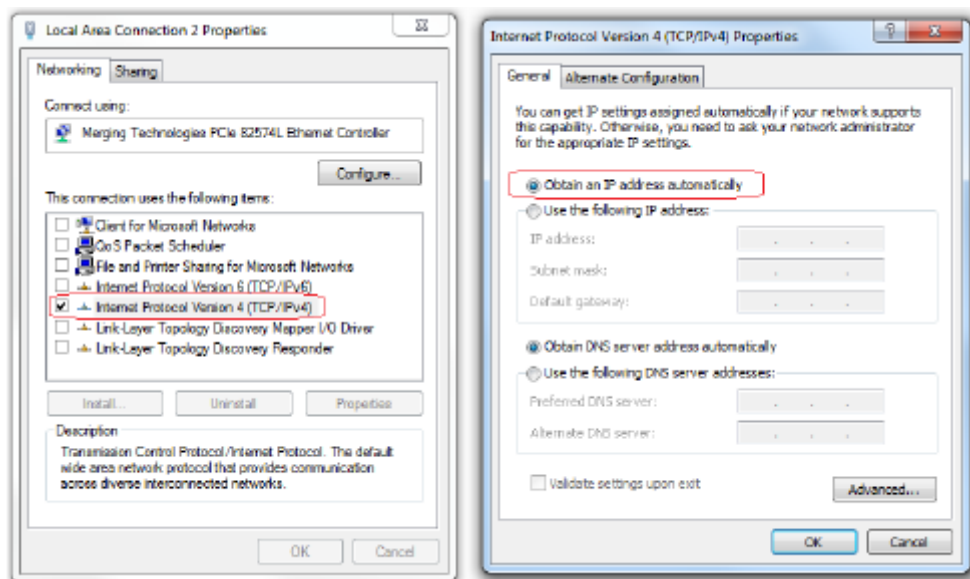 Local Area Connection 2 Properties
Networking
Sharing
Connect using:
Merging Technologies PCIe 82574L Ethernet Controller
Configure...
This connection uses the following items:
Client for Microsoft Networks
QoS Packet Scheduler
File and Printer Sharing for Microsoft Networks
Internet Protocol Version 6 (TCP/IPv6)
Internet Protocol Version 4 (TCP/IPv4)
Link-Layer Topology Discovery Mapper I/O Driver
Link-Layer Topology Discovery Responder
Install...
Uninstall
Properties
Description
Transmission Control Protocol/Internet Protocol. The default
wide area network protocol that provides communication
across diverse interconnected networks.
OK
Cancel
Internet Protocol Version 4 (TCP/IPv4) Properties
General
Alternate Configuration
You can get IP settings assigned automatically if your network supports
this capability. Otherwise, you need to ask your network administrator
for the appropriate IP settings.
Obtain an IP address automatically
Use the following IP address:
IP address:
Subnet mask:
Default gateway:
Obtain DNS server address automatically
Use the following DNS server addresses:
Preferred DNS server:
Alternate DNS server:
Validate settings upon exit
Advanced...
OK
Cancel